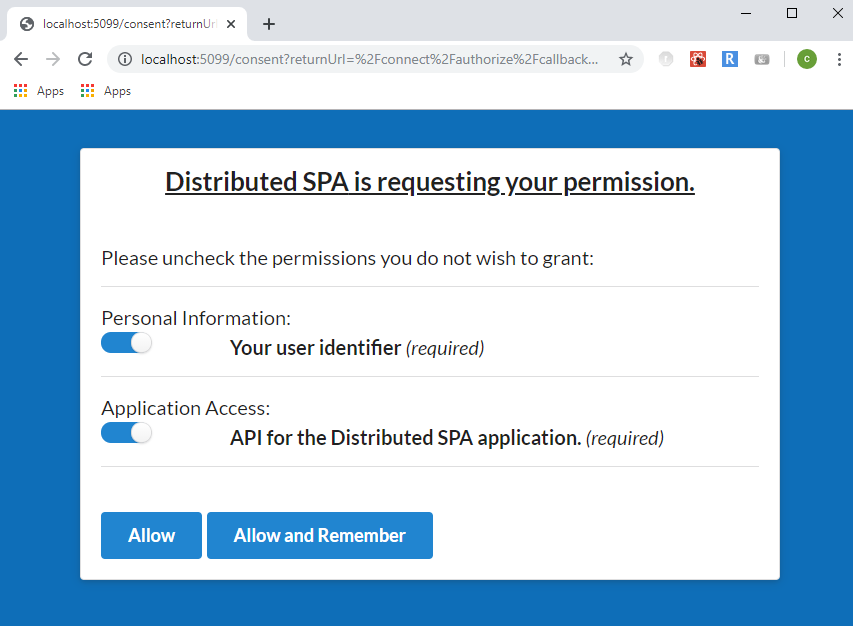 localhost:5099/consent?returnUr
localhost:5099/consent?returnUrl=%2Fconnect%2Fauthorize%2Fcallback...
R
c
Apps
Apps
Distributed SPA is requesting your permission.
Please uncheck the permissions you do not wish to grant:
Personal Information:
Your user identifier (required)
Application Access:
API for the Distributed SPA application. (required)
Allow
Allow and Remember